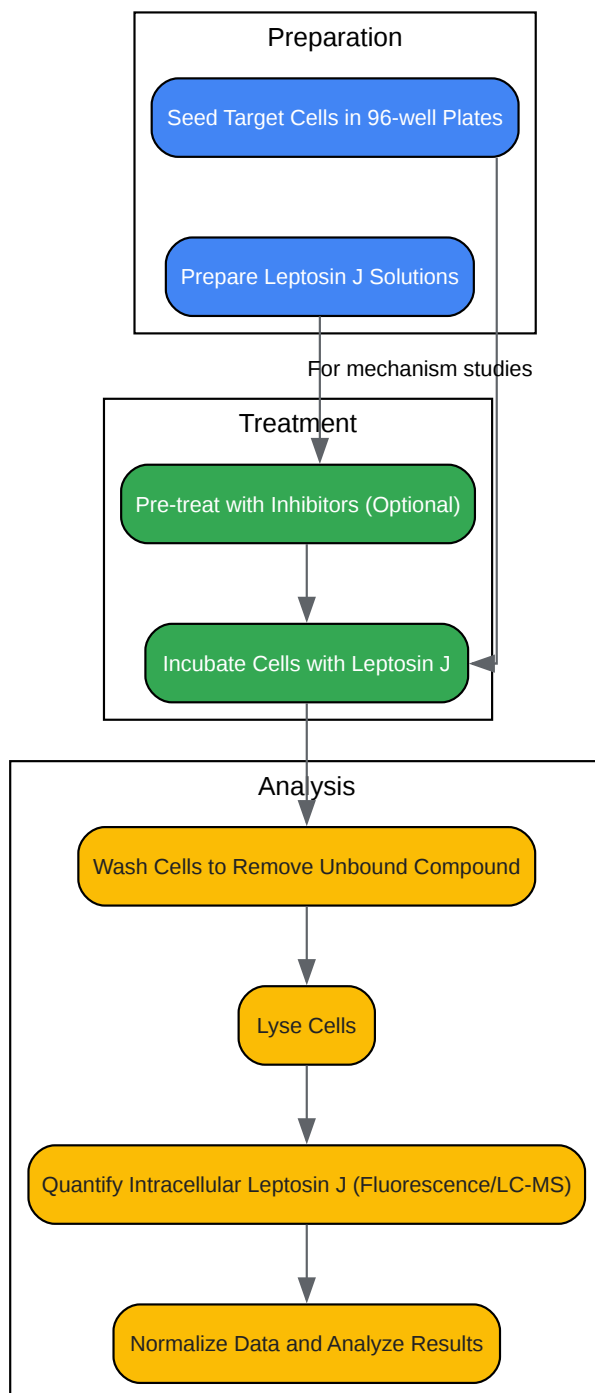 Preparation
Seed Target Cells in 96-well Plates
Prepare Leptosin J Solutions
For mechanism studies
Treatment
Pre-treat with Inhibitors (Optional)
Incubate Cells with Leptosin J
Analysis
Wash Cells to Remove Unbound Compound
Lyse Cells
Quantify Intracellular Leptosin J (Fluorescence/LC-MS)
Normalize Data and Analyze Results